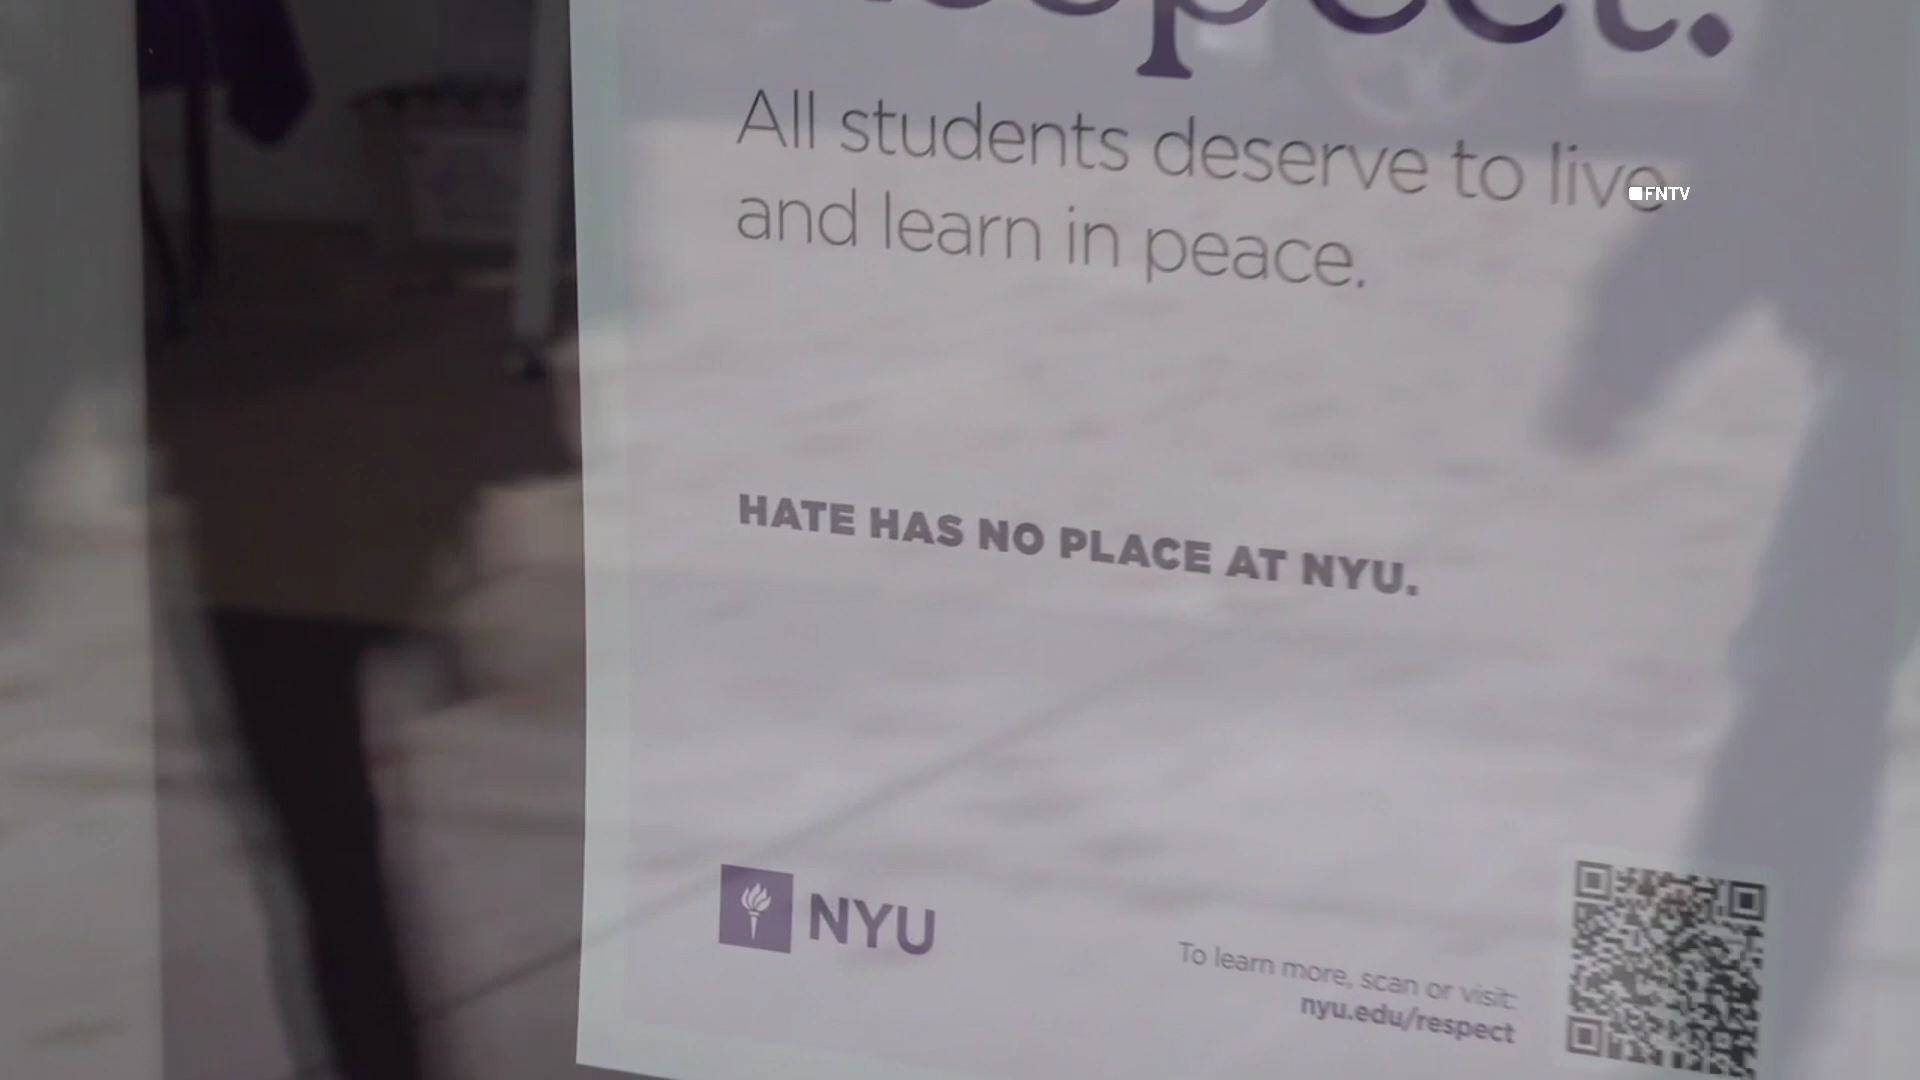 Respect.
All students deserve to live
and learn in peace.
FNTV
HATE HAS NO PLACE AT NYU.
NYU
To learn more, scan or visit:
nyu.edu/respect